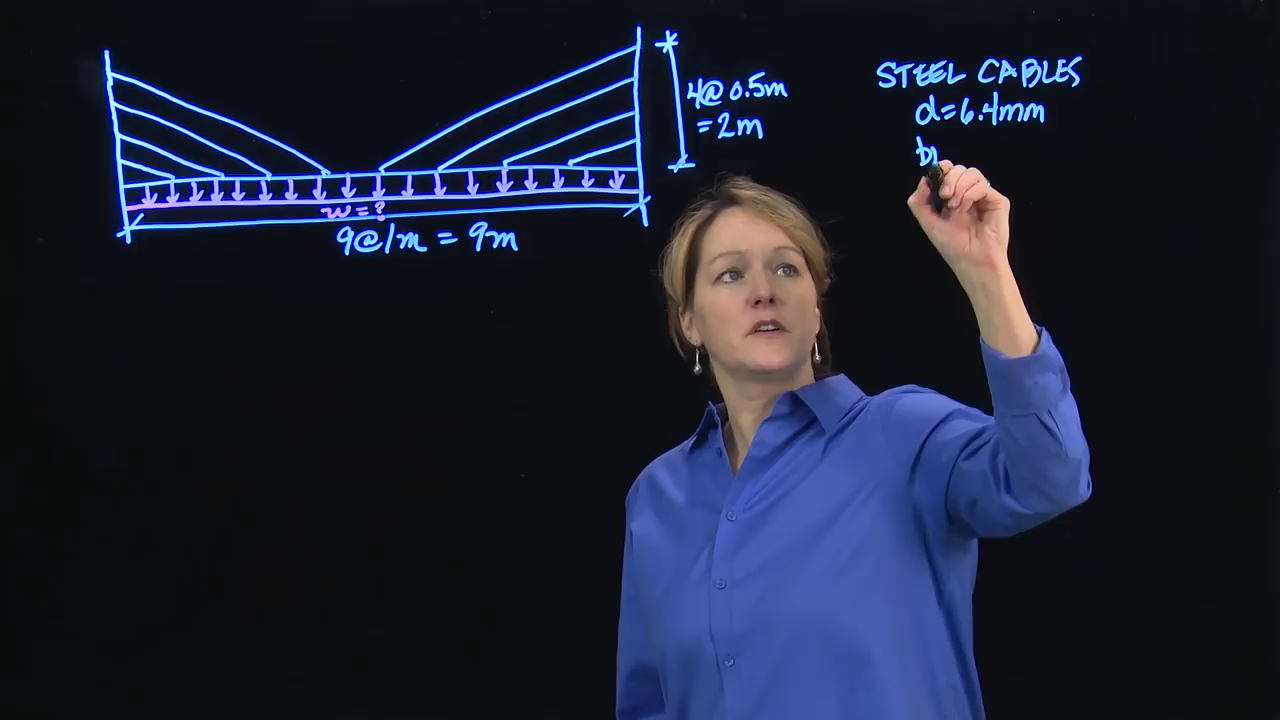 4@ 0.5m
= 2m
w = ?
9@1m = 9m
STEEL CABLES
d=6.4mm